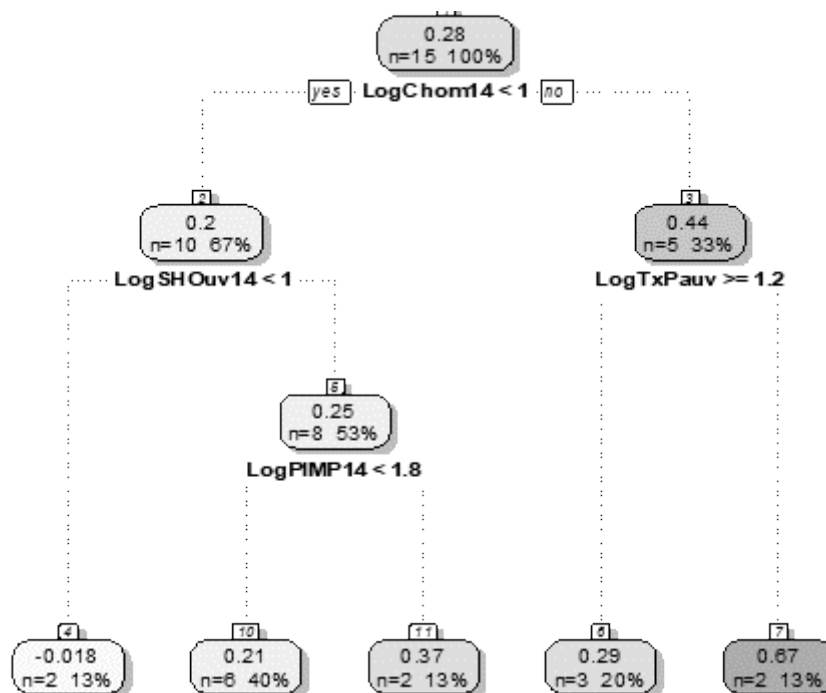 0.28
n=15 100%
yes LogChom14 < 1 no
2
3
0.2
0.44
n=10 67%
n=5 33%
LogSHOuv14 < 1
LogTxPauv >= 1.2
5
0.25
n=8 53%
LogPIMP14 < 1.8
4
10
11
6
7
-0.018
0.21
0.37
0.29
0.67
n=2 13%
n=6 40%
n=2 13%
n=3 20%
n=2 13%